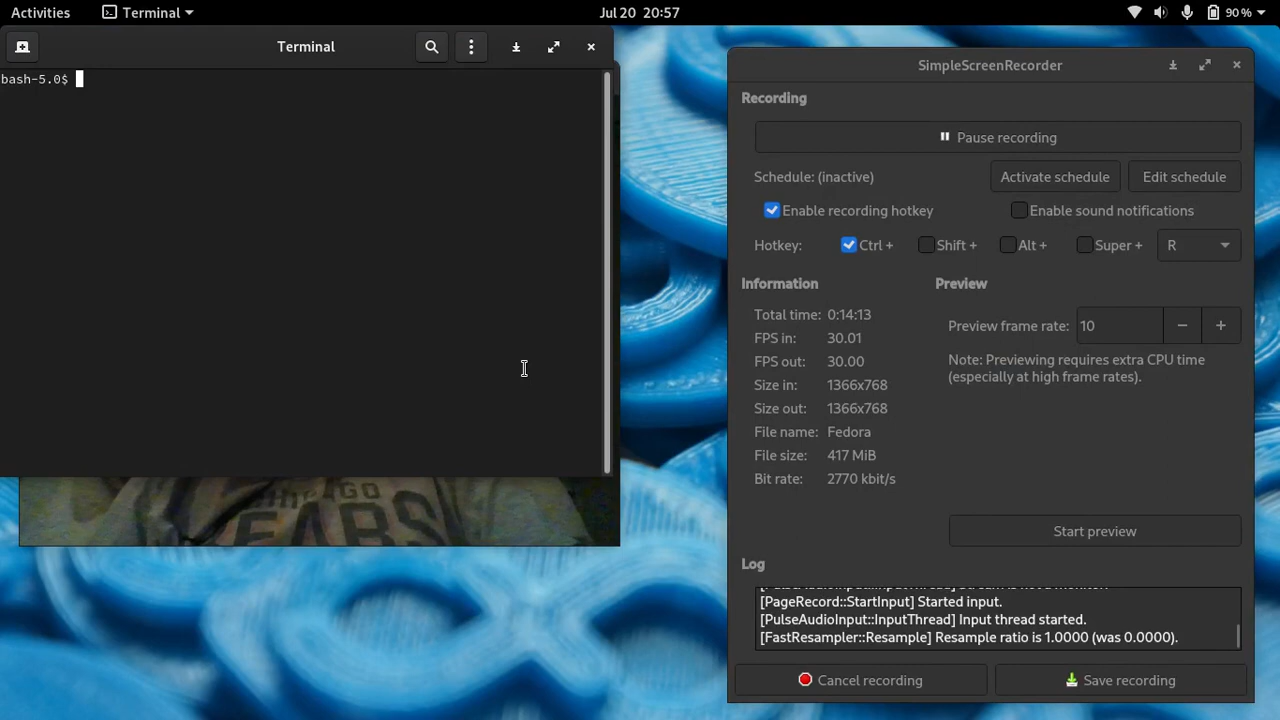 Activities Terminal Jul 20 20:57 90 %
Terminal
bash-5.0$
CHICAGO
BEARS
SimpleScreenRecorder
Recording
Pause recording
Schedule: (inactive) Activate schedule Edit schedule
Enable recording hotkey Enable sound notifications
Hotkey: Ctrl + Shift + Alt + Super + R
Information Preview
Total time: 0:14:13
FPS in: 30.01
FPS out: 30.00
Size in: 1366x768
Size out: 1366x768
File name: Fedora
File size: 417 MiB
Bit rate: 2770 kbit/s
Preview frame rate: 10
Note: Previewing requires extra CPU time
(especially at high frame rates).
Start preview
Log
[PageRecord::StartInput] Started input.
[PulseAudioInput::InputThread] Input thread started.
[FastResampler::Resample] Resample ratio is 1.0000 (was 0.0000).
Cancel recording Save recording